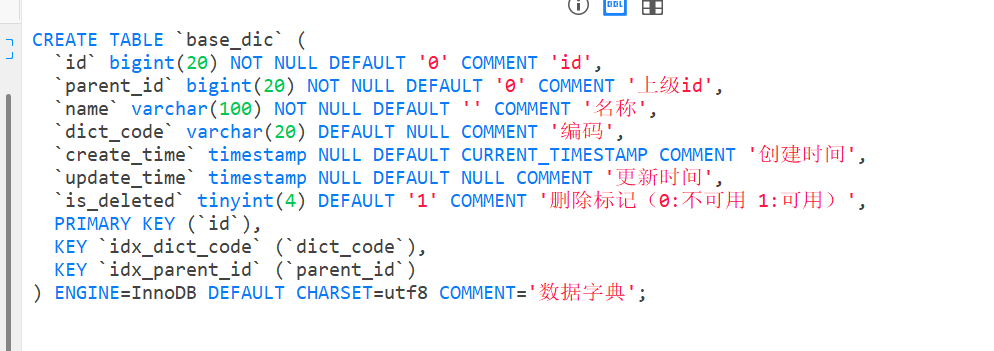 DDL
CREATE TABLE `base_dic` (
`id` bigint(20) NOT NULL DEFAULT '0' COMMENT 'id',
`parent_id` bigint(20) NOT NULL DEFAULT '0' COMMENT '上级id',
`name` varchar(100) NOT NULL DEFAULT '' COMMENT '名称',
`dict_code` varchar(20) DEFAULT NULL COMMENT '编码',
`create_time` timestamp NULL DEFAULT CURRENT_TIMESTAMP COMMENT '创建时间',
`update_time` timestamp NULL DEFAULT NULL COMMENT '更新时间',
`is_deleted` tinyint(4) DEFAULT '1' COMMENT '删除标记（0:不可用 1:可用）',
PRIMARY KEY (`id`),
KEY `idx_dict_code` (`dict_code`),
KEY `idx_parent_id` (`parent_id`)
) ENGINE=InnoDB DEFAULT CHARSET=utf8 COMMENT='数据字典';